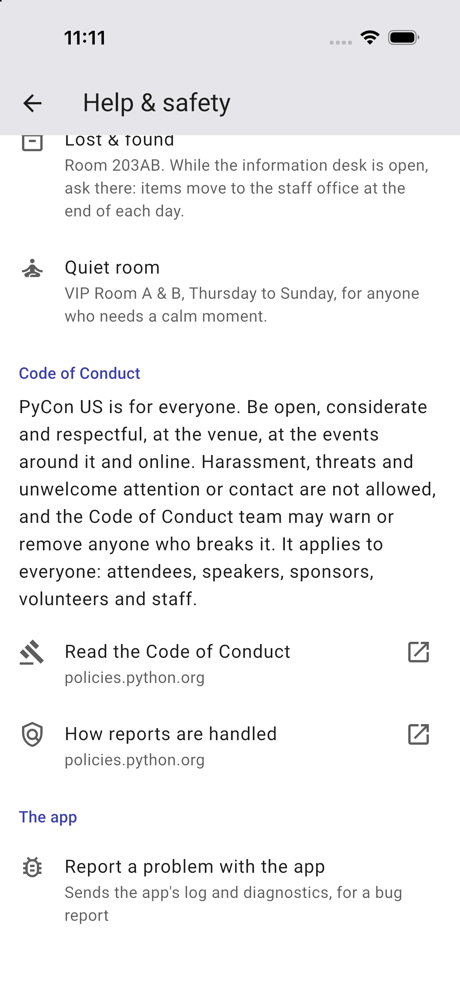 11:11
Help & safety
Lost & found
Room 203AB. While the information desk is open,
ask there: items move to the staff office at the
end of each day.
Quiet room
VIP Room A & B, Thursday to Sunday, for anyone
who needs a calm moment.
Code of Conduct
PyCon US is for everyone. Be open, considerate
and respectful, at the venue, at the events
around it and online. Harassment, threats and
unwelcome attention or contact are not allowed,
and the Code of Conduct team may warn or
remove anyone who breaks it. It applies to
everyone: attendees, speakers, sponsors,
volunteers and staff.
Read the Code of Conduct
policies.python.org
How reports are handled
policies.python.org
The app
Report a problem with the app
Sends the app's log and diagnostics, for a bug
report